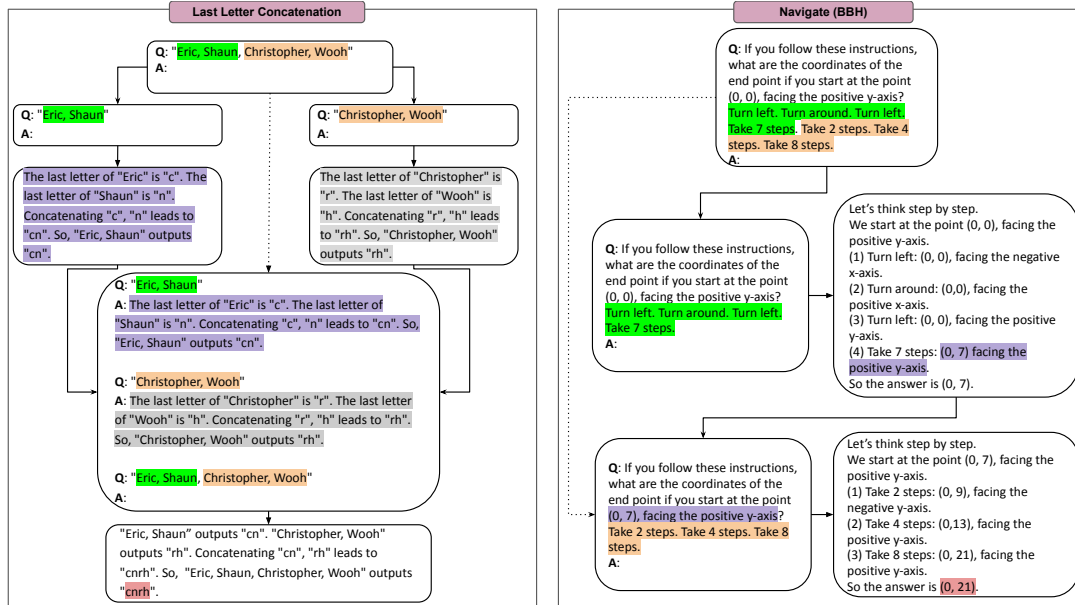 Last Letter Concatenation
Q: "Eric, Shaun, Christopher, Wooh"
A:
Q: "Eric, Shaun"
A:
Q: "Christopher, Wooh"
A:
The last letter of "Eric" is "c". The
last letter of "Shaun" is "n".
Concatenating "c", "n" leads to
"cn". So, "Eric, Shaun" outputs
"cn".
The last letter of "Christopher" is
"r". The last letter of "Wooh" is
"h". Concatenating "r", "h" leads
to "rh". So, "Christopher, Wooh"
outputs "rh".
Q: "Eric, Shaun"
A: The last letter of "Eric" is "c". The last letter of
"Shaun" is "n". Concatenating "c", "n" leads to "cn". So,
"Eric, Shaun" outputs "cn".
Q: "Christopher, Wooh"
A: The last letter of "Christopher" is "r". The last letter
of "Wooh" is "h". Concatenating "r", "h" leads to "rh".
So, "Christopher, Wooh" outputs "rh".
Q: "Eric, Shaun, Christopher, Wooh"
A:
"Eric, Shaun” outputs "cn". "Christopher, Wooh"
outputs "rh". Concatenating "cn", "rh" leads to
"cnrh". So, "Eric, Shaun, Christopher, Wooh" outputs
"cnrh".
Navigate (BBH)
Q: If you follow these instructions,
what are the coordinates of the
end point if you start at the point
(0, 0), facing the positive y-axis?
Turn left. Turn around. Turn left.
Take 7 steps. Take 2 steps. Take 4
steps. Take 8 steps.
A:
Q: If you follow these instructions,
what are the coordinates of the
end point if you start at the point
(0, 0), facing the positive y-axis?
Turn left. Turn around. Turn left.
Take 7 steps.
A:
Let’s think step by step.
We start at the point (0, 0), facing the
positive y-axis.
(1) Turn left: (0, 0), facing the negative
x-axis.
(2) Turn around: (0,0), facing the
positive x-axis.
(3) Turn left: (0, 0), facing the positive
y-axis.
(4) Take 7 steps: (0, 7) facing the
positive y-axis.
So the answer is (0, 7).
Q: If you follow these instructions,
what are the coordinates of the
end point if you start at the point
(0, 7), facing the positive y-axis?
Take 2 steps. Take 4 steps. Take 8
steps.
A:
Let’s think step by step.
We start at the point (0, 7), facing the
positive y-axis.
(1) Take 2 steps: (0, 9), facing the
negative y-axis.
(2) Take 4 steps: (0,13), facing the
positive y-axis.
(3) Take 8 steps: (0, 21), facing the
positive y-axis.
So the answer is (0, 21).